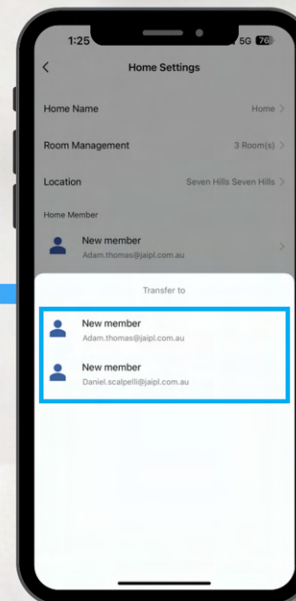 1:25 5G 76
Home Settings
Home Name Home
Room Management 3 Room(s)
Location Seven Hills Seven Hills
Home Member
New member
Adam.thomas@jaipl.com.au
Transfer to
New member
Adam.thomas@jaipl.com.au
New member
Daniel.scalpelli@jaipl.com.au